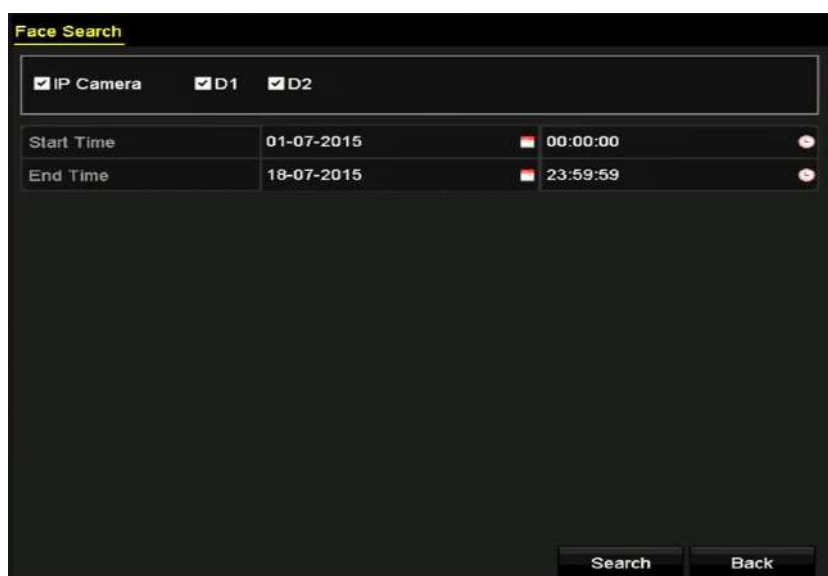 Face Search
IP Camera D1 D2
Start Time 01-07-2015 00:00:00
End Time 18-07-2015 23:59:59
Search Back